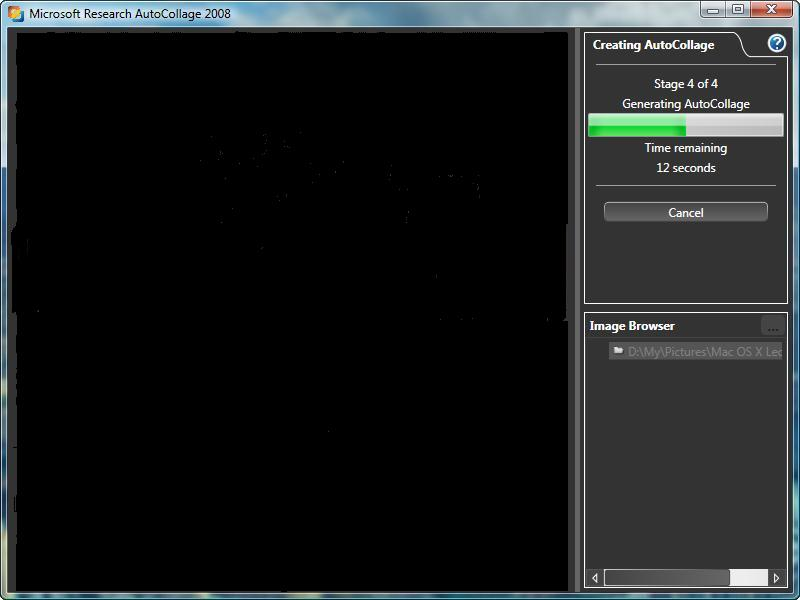 Microsoft Research AutoCollage 2008
Creating AutoCollage
?
Stage 4 of 4
Generating AutoCollage
Time remaining
12 seconds
Cancel
Image Browser
...
D:\My\Pictures\Mac OS X Leo